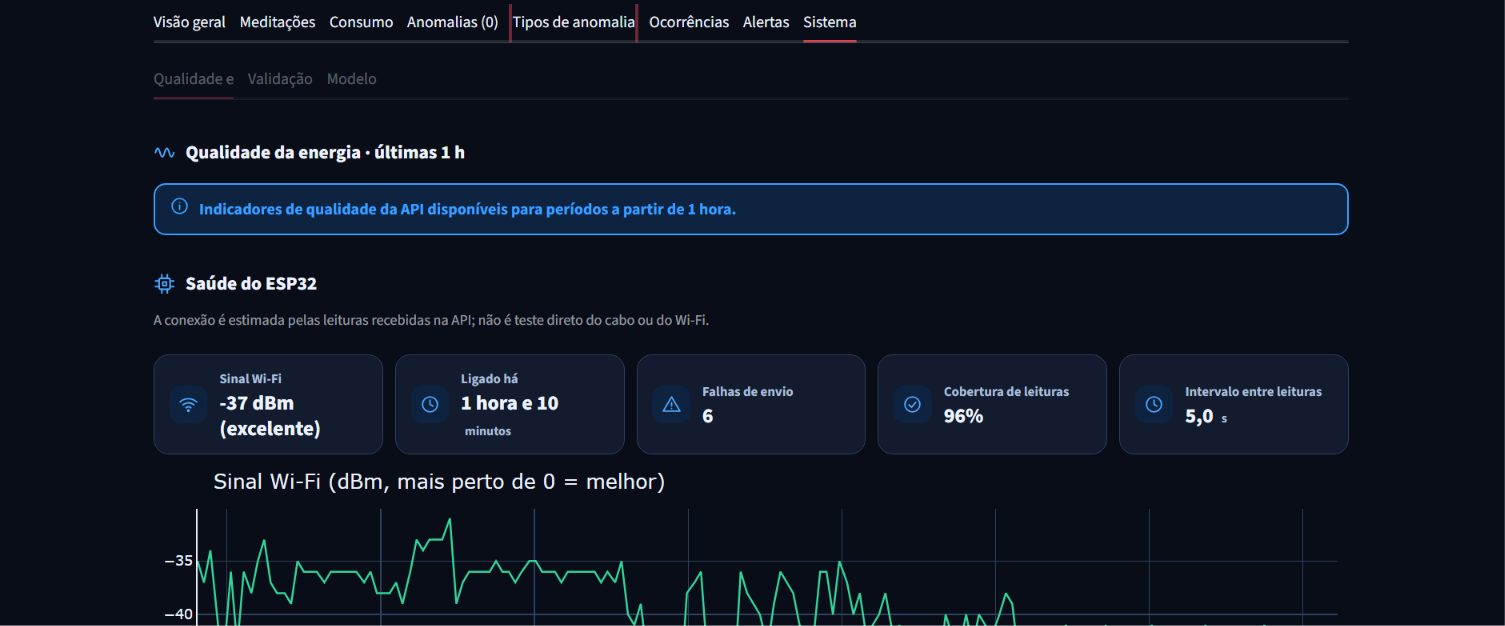 Visão geral Meditações Consumo Anomalias (0) Tipos de anomalia Ocorrências Alertas Sistema
Qualidade e Validação Modelo
Qualidade da energia · últimas 1 h
Indicadores de qualidade da API disponíveis para períodos a partir de 1 hora.
Saúde do ESP32
A conexão é estimada pelas leituras recebidas na API; não é teste direto do cabo ou do Wi-Fi.
Sinal Wi-Fi
-37 dBm
(excelente)
Ligado há
1 hora e 10
minutos
Falhas de envio
6
Cobertura de leituras
96%
Intervalo entre leituras
5,0 s
Sinal Wi-Fi (dBm, mais perto de 0 = melhor)
−35
−40